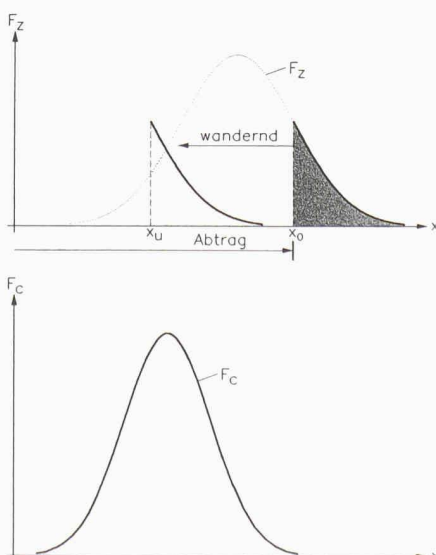 F_Z
F_Z
wandernd
x_u
x_o
x
Abtrag
F_C
F_C